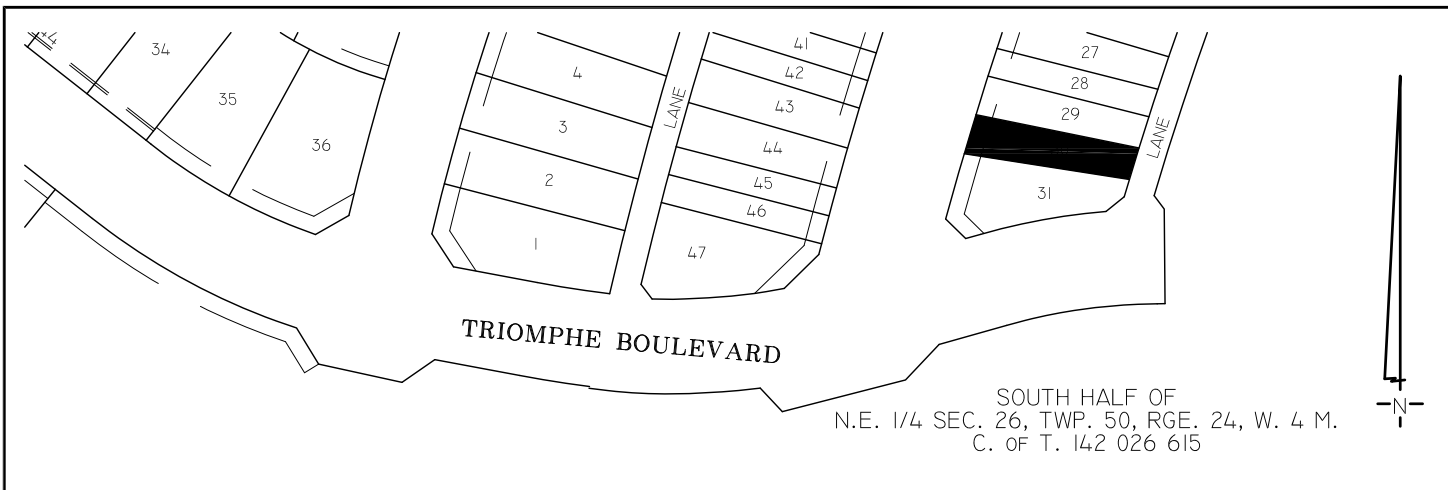 34
35
36
4
3
2
1
LANE
41
42
43
44
45
46
47
27
28
29
31
LANE
TRIOMPHE BOULEVARD
SOUTH HALF OF
N.E. 1/4 SEC. 26, TWP. 50, RGE. 24, W. 4 M.
C. OF T. 142 026 615
N